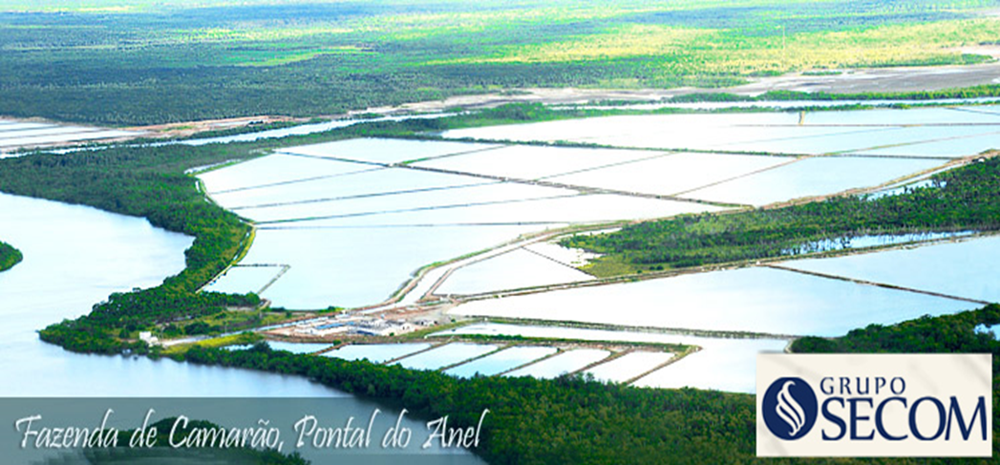 Fazenda de Camarão, Pontal do Anel
GRUPO
SECOM